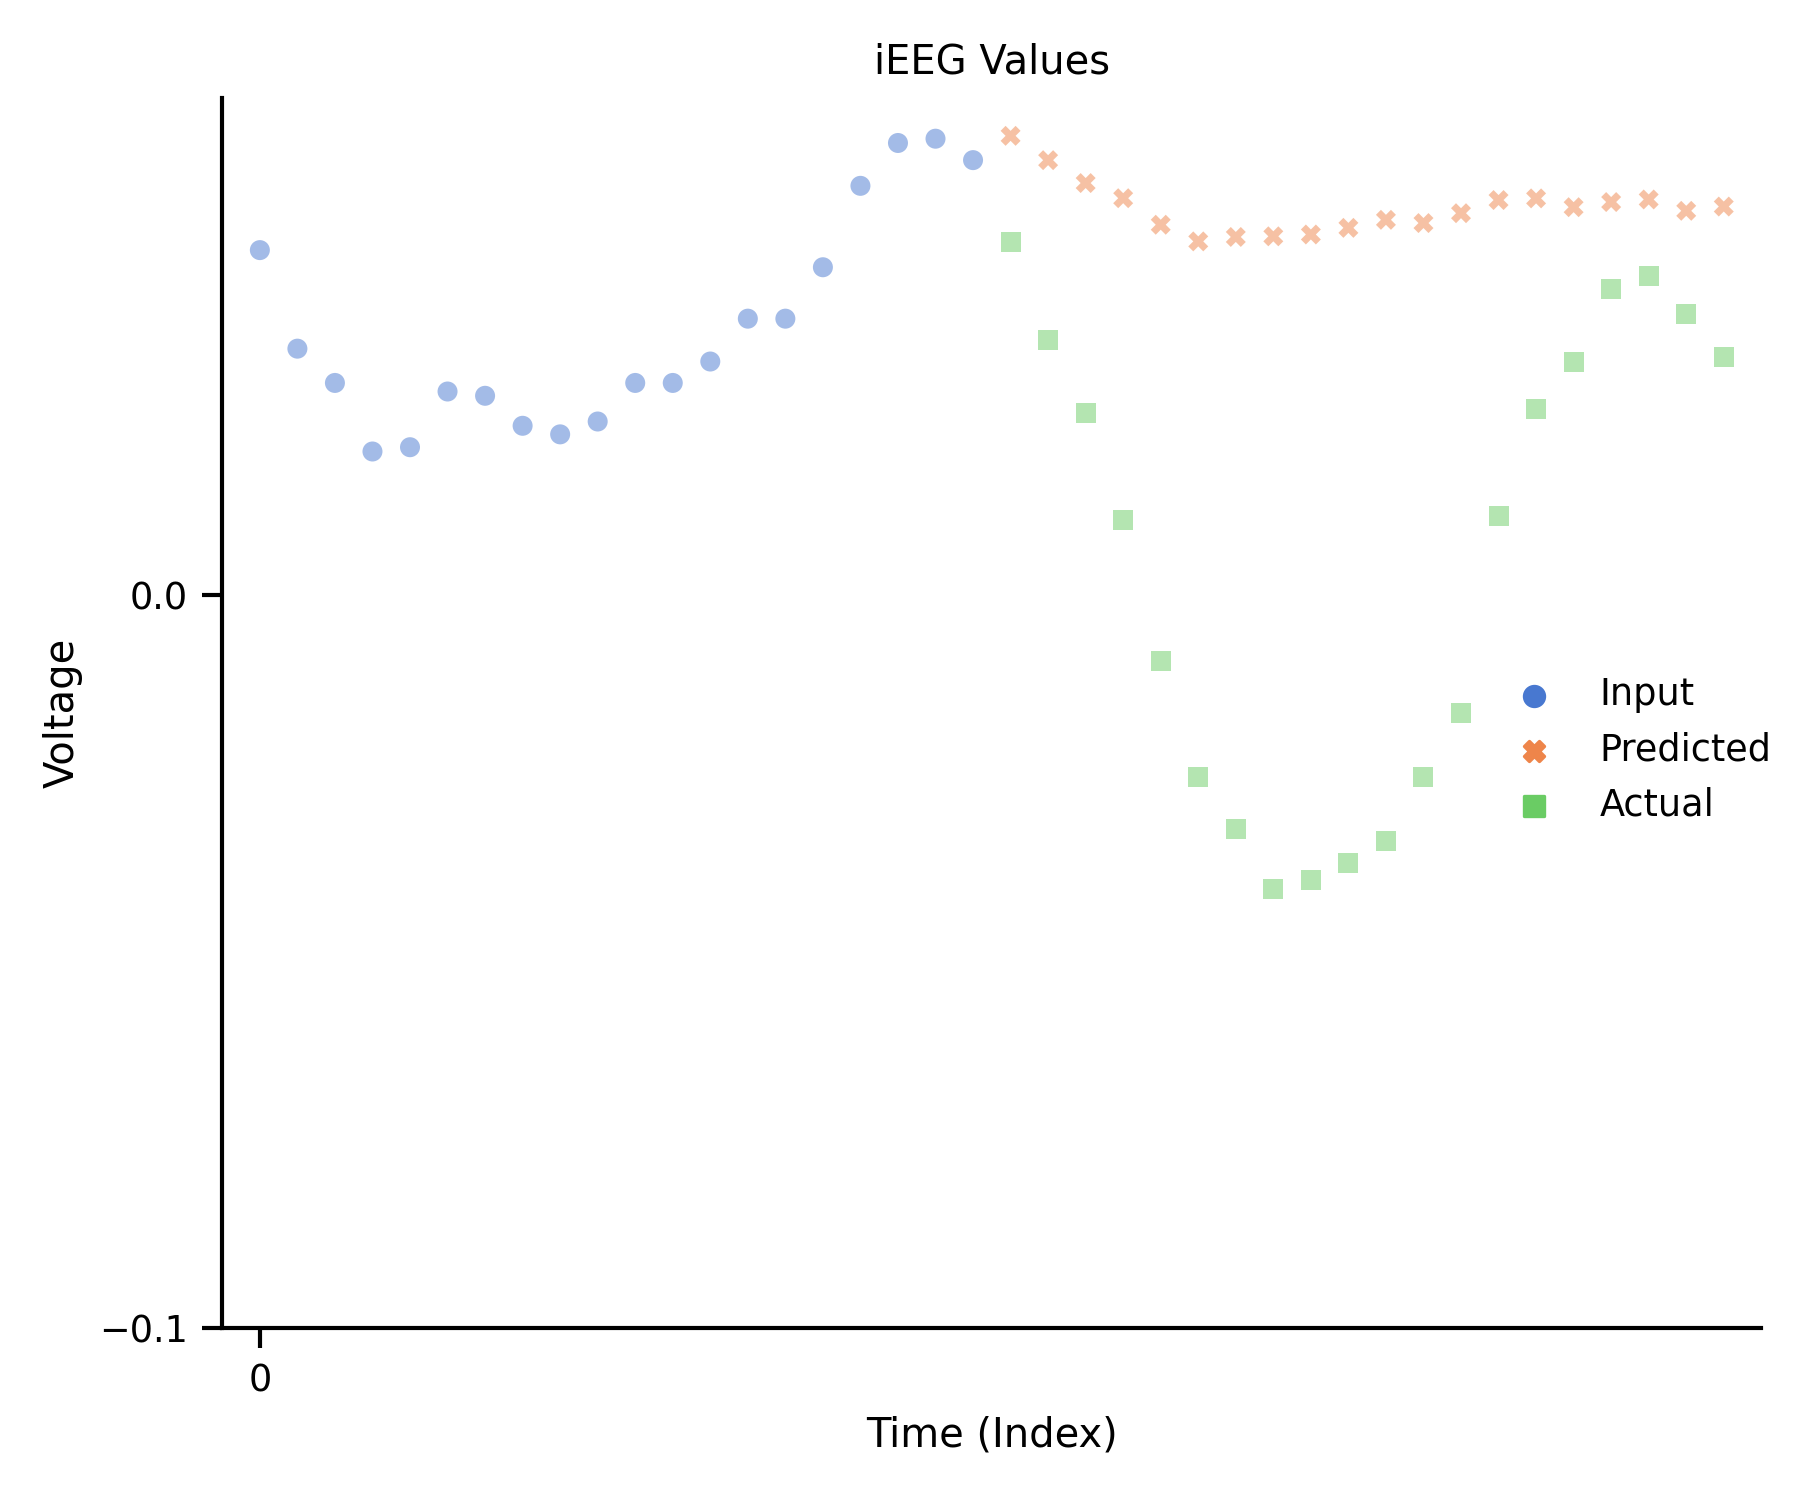 iEEG Values
Voltage
0.0
−0.1
0
Time (Index)
Input
Predicted
Actual